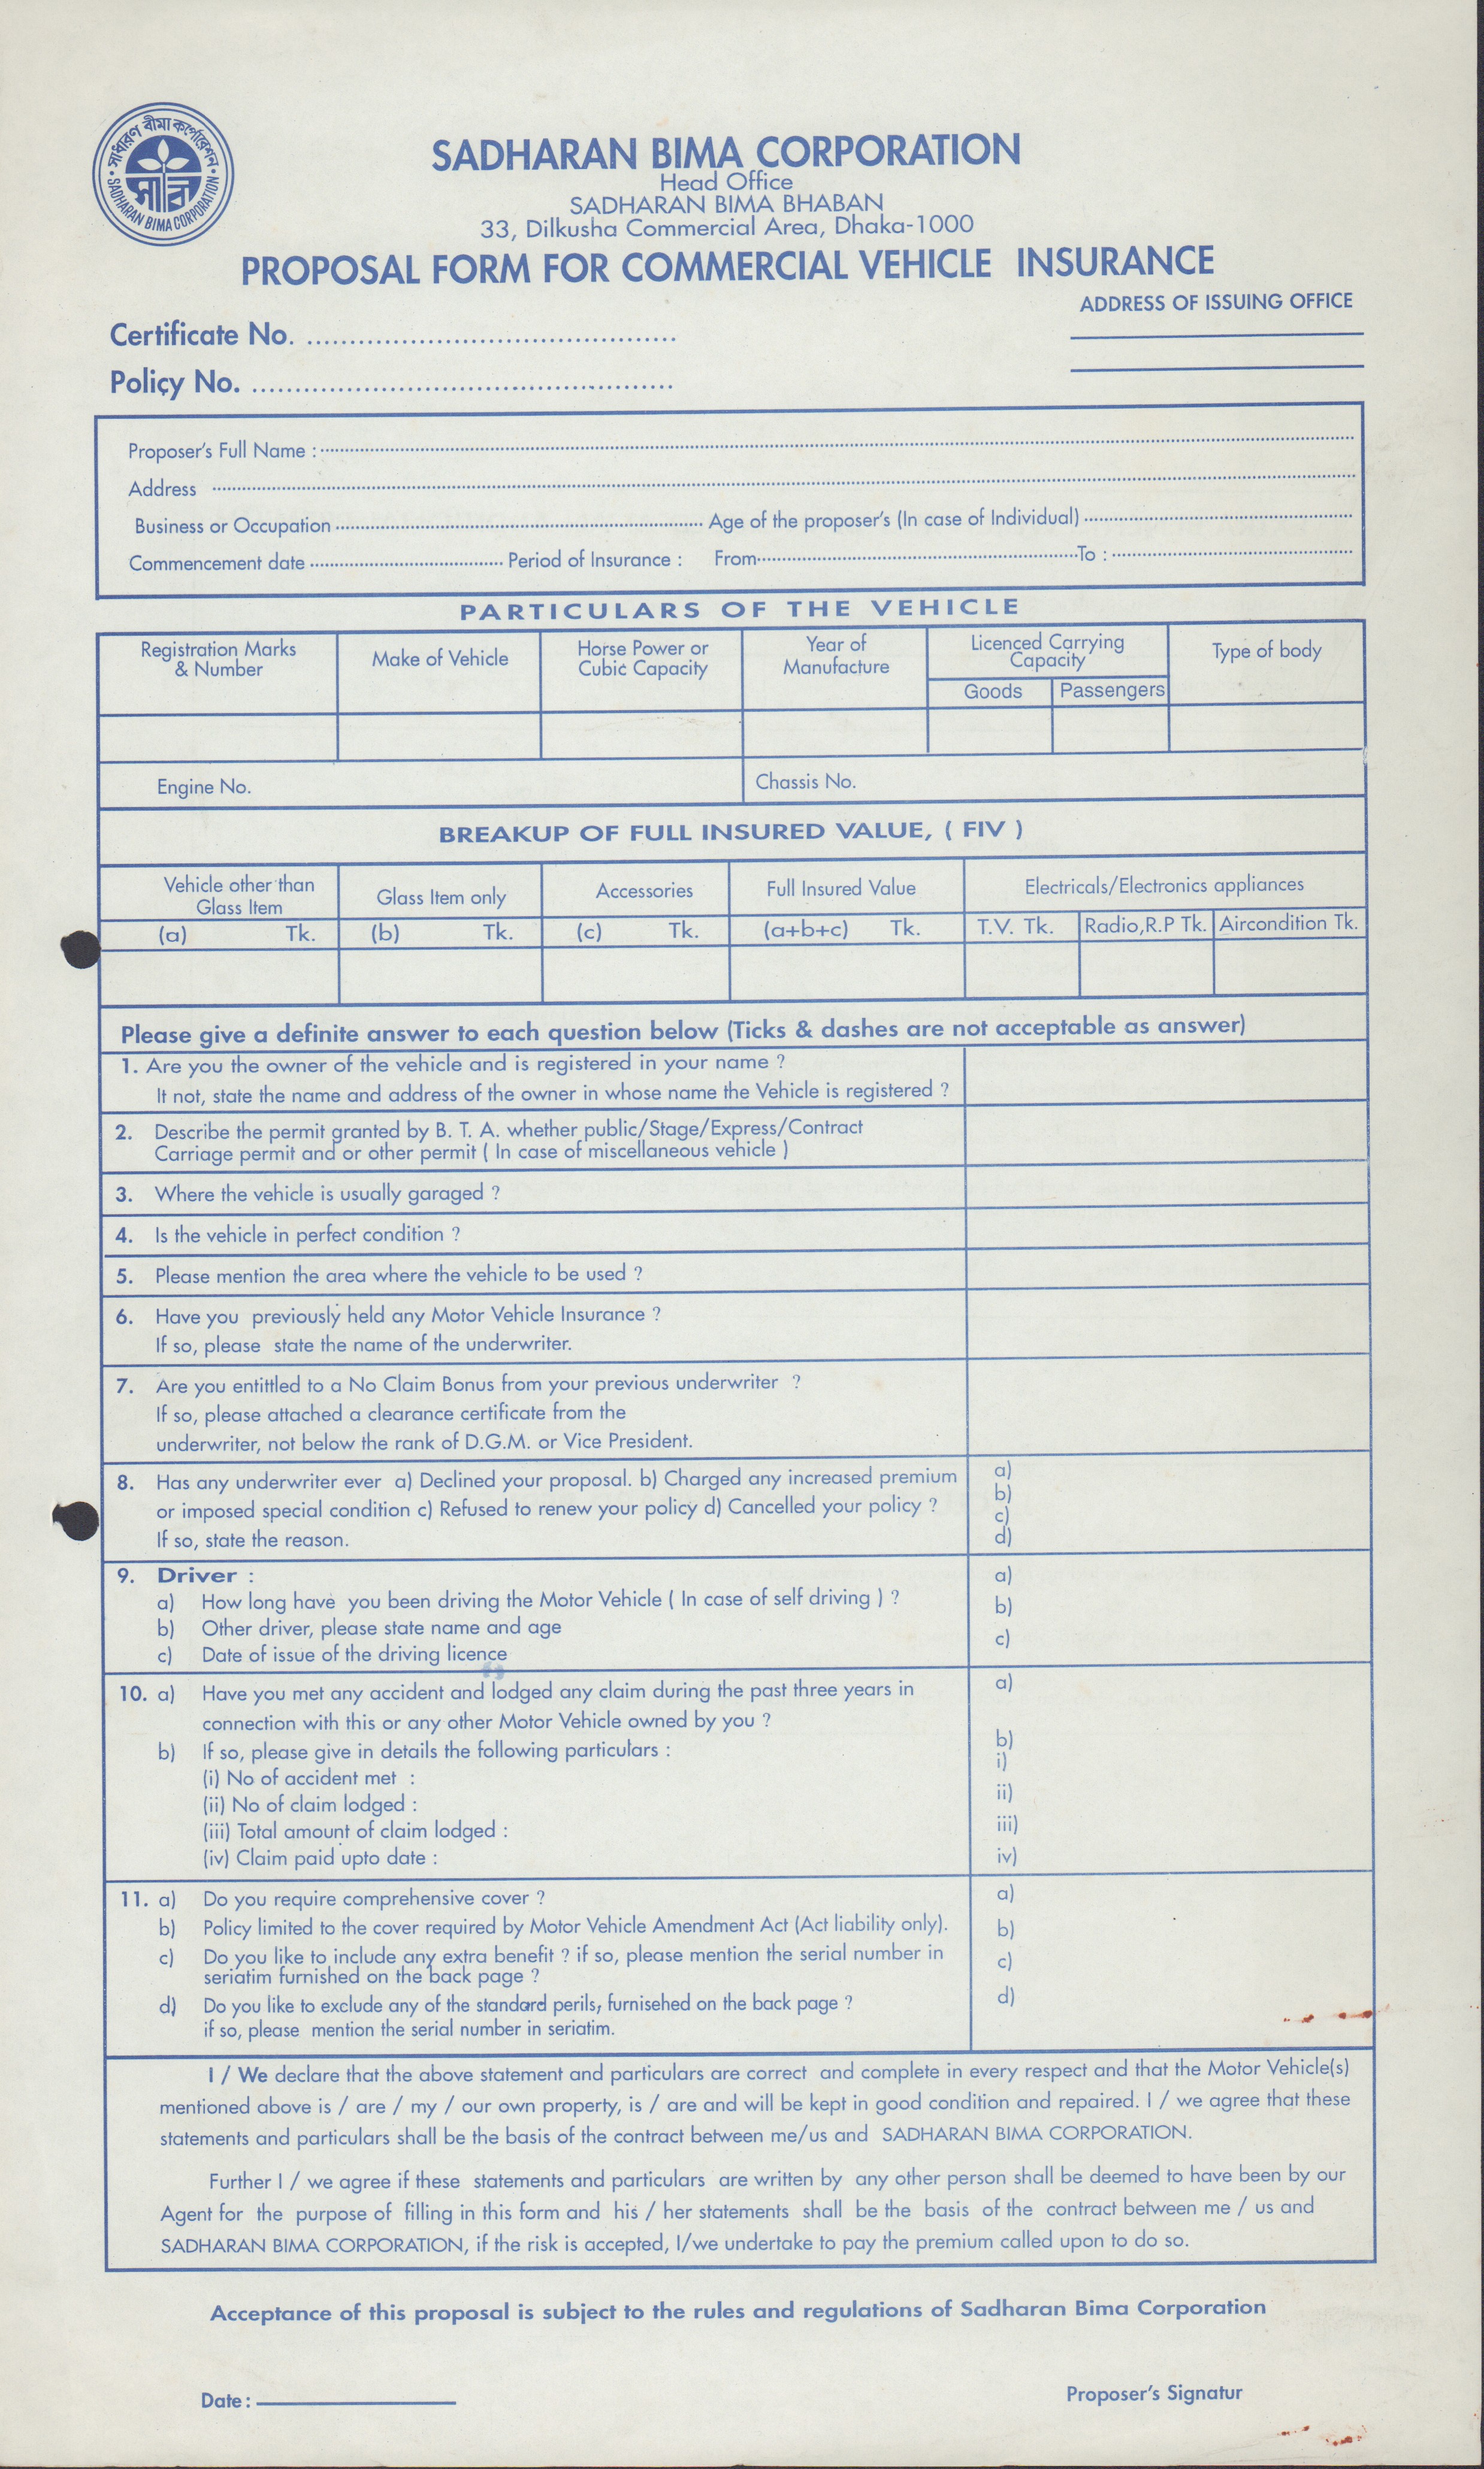 সাধারণ বীমা কর্পোরেশন
সাবীক
SADHARAN BIMA CORPORATION
SADHARAN BIMA CORPORATION
Head Office
SADHARAN BIMA BHABAN
33, Dilkusha Commercial Area, Dhaka-1000
PROPOSAL FORM FOR COMMERCIAL VEHICLE INSURANCE
ADDRESS OF ISSUING OFFICE
Certificate No. ...........................................
Policy No. ................................................
Proposer's Full Name :
Address
Business or Occupation ........ Age of the proposer's (In case of Individual) ........
Commencement date ........ Period of Insurance : From ........ To : ........
PARTICULARS OF THE VEHICLE
Registration Marks & Number
Make of Vehicle
Horse Power or Cubic Capacity
Year of Manufacture
Licenced Carrying Capacity
Type of body
Goods Passengers
Engine No. Chassis No.
BREAKUP OF FULL INSURED VALUE, ( FIV )
Vehicle other than Glass Item
Glass Item only
Accessories
Full Insured Value
Electricals/Electronics appliances
(a) Tk. (b) Tk. (c) Tk. (a+b+c) Tk. T.V. Tk. Radio,R.P Tk. Aircondition Tk.
Please give a definite answer to each question below (Ticks & dashes are not acceptable as answer)
1. Are you the owner of the vehicle and is registered in your name ?
It not, state the name and address of the owner in whose name the Vehicle is registered ?
2. Describe the permit granted by B. T. A. whether public/Stage/Express/Contract
Carriage permit and or other permit ( In case of miscellaneous vehicle )
3. Where the vehicle is usually garaged ?
4. Is the vehicle in perfect condition ?
5. Please mention the area where the vehicle to be used ?
6. Have you previously held any Motor Vehicle Insurance ?
If so, please state the name of the underwriter.
7. Are you entittled to a No Claim Bonus from your previous underwriter ?
If so, please attached a clearance certificate from the
underwriter, not below the rank of D.G.M. or Vice President.
8. Has any underwriter ever a) Declined your proposal. b) Charged any increased premium
or imposed special condition c) Refused to renew your policy d) Cancelled your policy ?
If so, state the reason.
a)
b)
c)
d)
9. Driver :
a) How long have you been driving the Motor Vehicle ( In case of self driving ) ?
b) Other driver, please state name and age
c) Date of issue of the driving licence
a)
b)
c)
10. a) Have you met any accident and lodged any claim during the past three years in
connection with this or any other Motor Vehicle owned by you ?
b) If so, please give in details the following particulars :
(i) No of accident met :
(ii) No of claim lodged :
(iii) Total amount of claim lodged :
(iv) Claim paid upto date :
a)
b)
i)
ii)
iii)
iv)
11. a) Do you require comprehensive cover ?
b) Policy limited to the cover required by Motor Vehicle Amendment Act (Act liability only).
c) Do you like to include any extra benefit ? if so, please mention the serial number in
seriatim furnished on the back page ?
d) Do you like to exclude any of the standard perils, furnisehed on the back page ?
if so, please mention the serial number in seriatim.
a)
b)
c)
d)
I / We declare that the above statement and particulars are correct and complete in every respect and that the Motor Vehicle(s)
mentioned above is / are / my / our own property, is / are and will be kept in good condition and repaired. I / we agree that these
statements and particulars shall be the basis of the contract between me/us and SADHARAN BIMA CORPORATION.
Further I / we agree if these statements and particulars are written by any other person shall be deemed to have been by our
Agent for the purpose of filling in this form and his / her statements shall be the basis of the contract between me / us and
SADHARAN BIMA CORPORATION, if the risk is accepted, I/we undertake to pay the premium called upon to do so.
Acceptance of this proposal is subject to the rules and regulations of Sadharan Bima Corporation
Date :
Proposer's Signatur